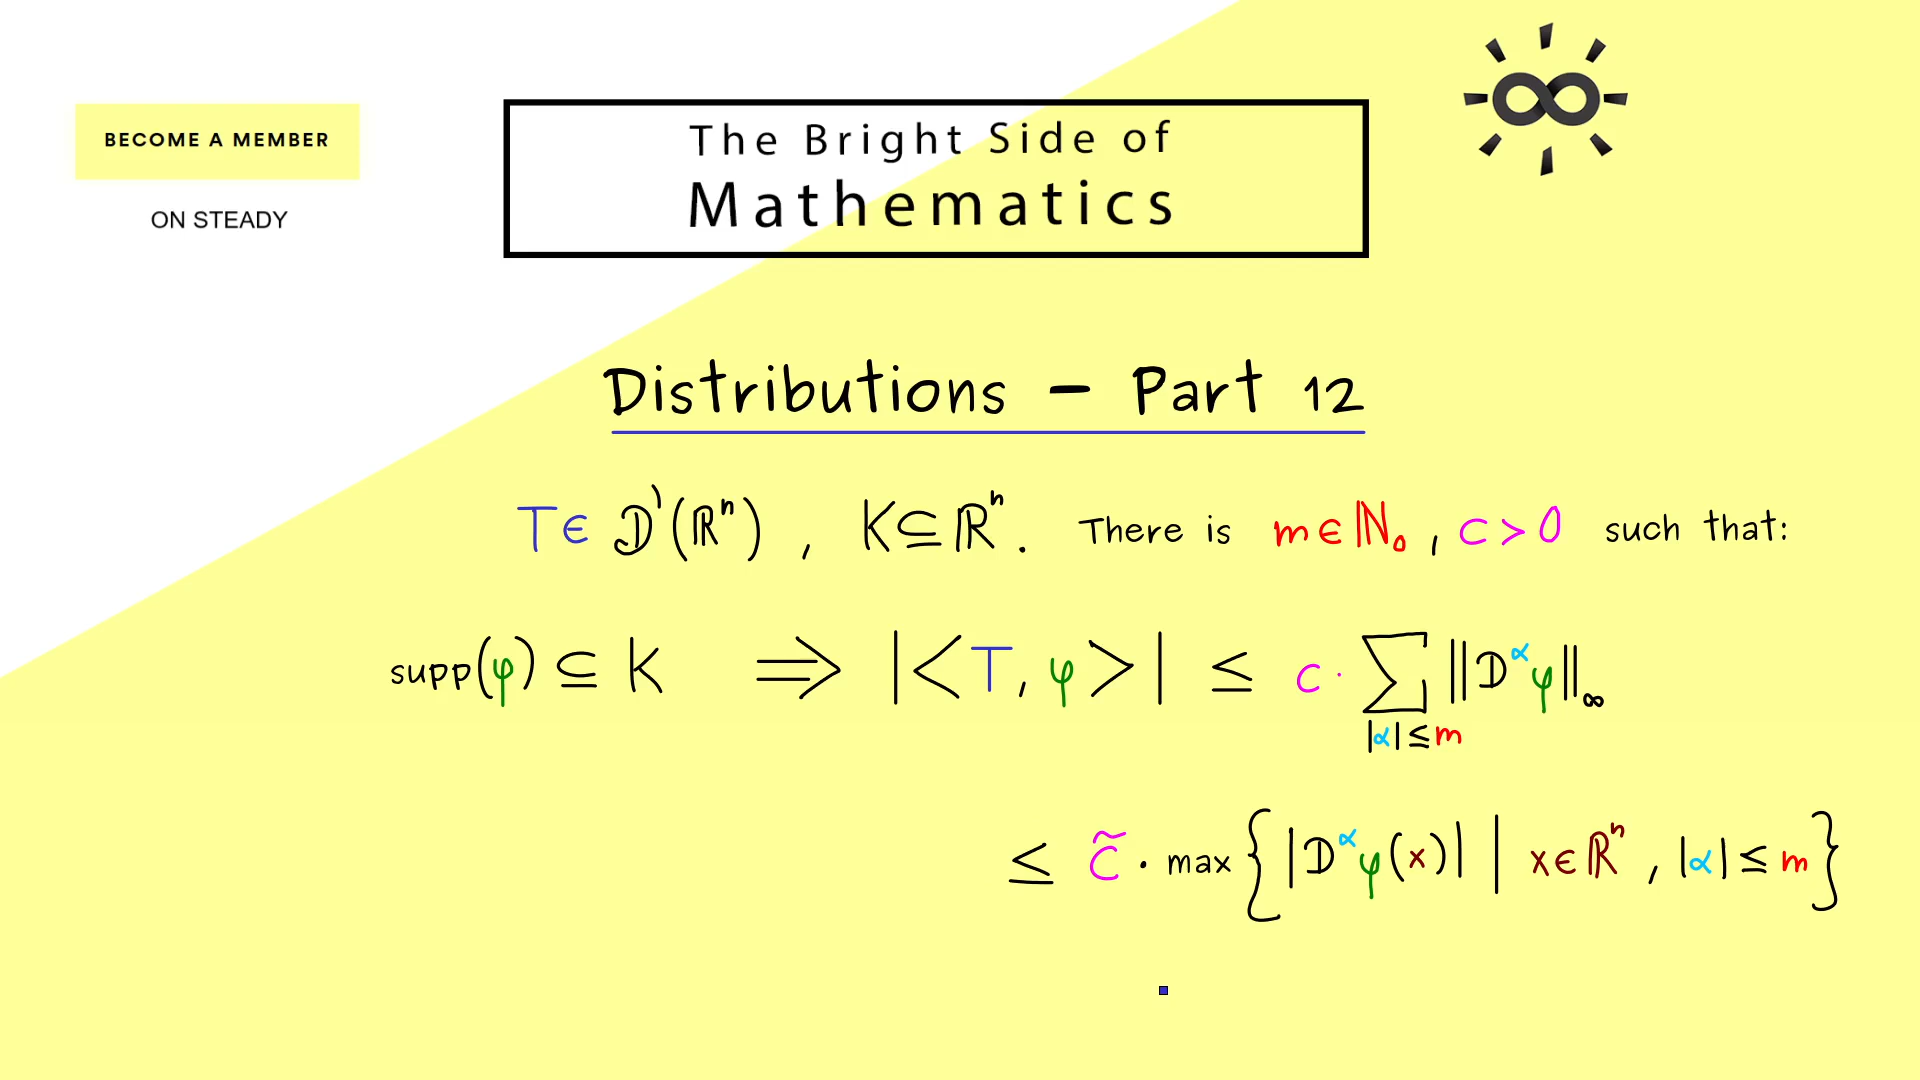 BECOME A MEMBER
ON STEADY
The Bright Side of
Mathematics
Distributions – Part 12
T ∈ 𝒟'(ℝⁿ) , K ⊆ ℝⁿ. There is m ∈ ℕ₀ , C > 0 such that:
supp(φ) ⊆ K ⟹ |<T, φ>| ≤ C · ∑_{|α| ≤ m} ‖D^α φ‖_∞
≤ C̃ · max { |D^α φ(x)| | x ∈ ℝⁿ , |α| ≤ m }